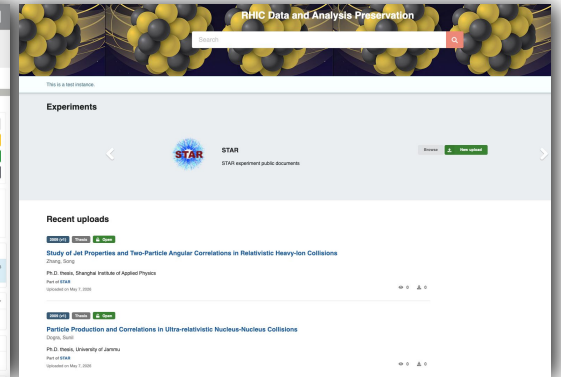 RHIC Data and Analysis Preservation
Search
This is a test instance.
Experiments
STAR
STAR
STAR experiment public documents
Browse
New upload
Recent uploads
2009 (v1) Thesis Open
Study of Jet Properties and Two-Particle Angular Correlations in Relativistic Heavy-Ion Collisions
Zhang, Song
Ph.D. thesis, Shanghai Institute of Applied Physics
Part of STAR
Uploaded on May 7, 2020
0 0
2009 (v1) Thesis Open
Particle Production and Correlations in Ultra-relativistic Nucleus-Nucleus Collisions
Dogra, Sunil
Ph.D. thesis, University of Jammu
Part of STAR
Uploaded on May 7, 2020
0 0